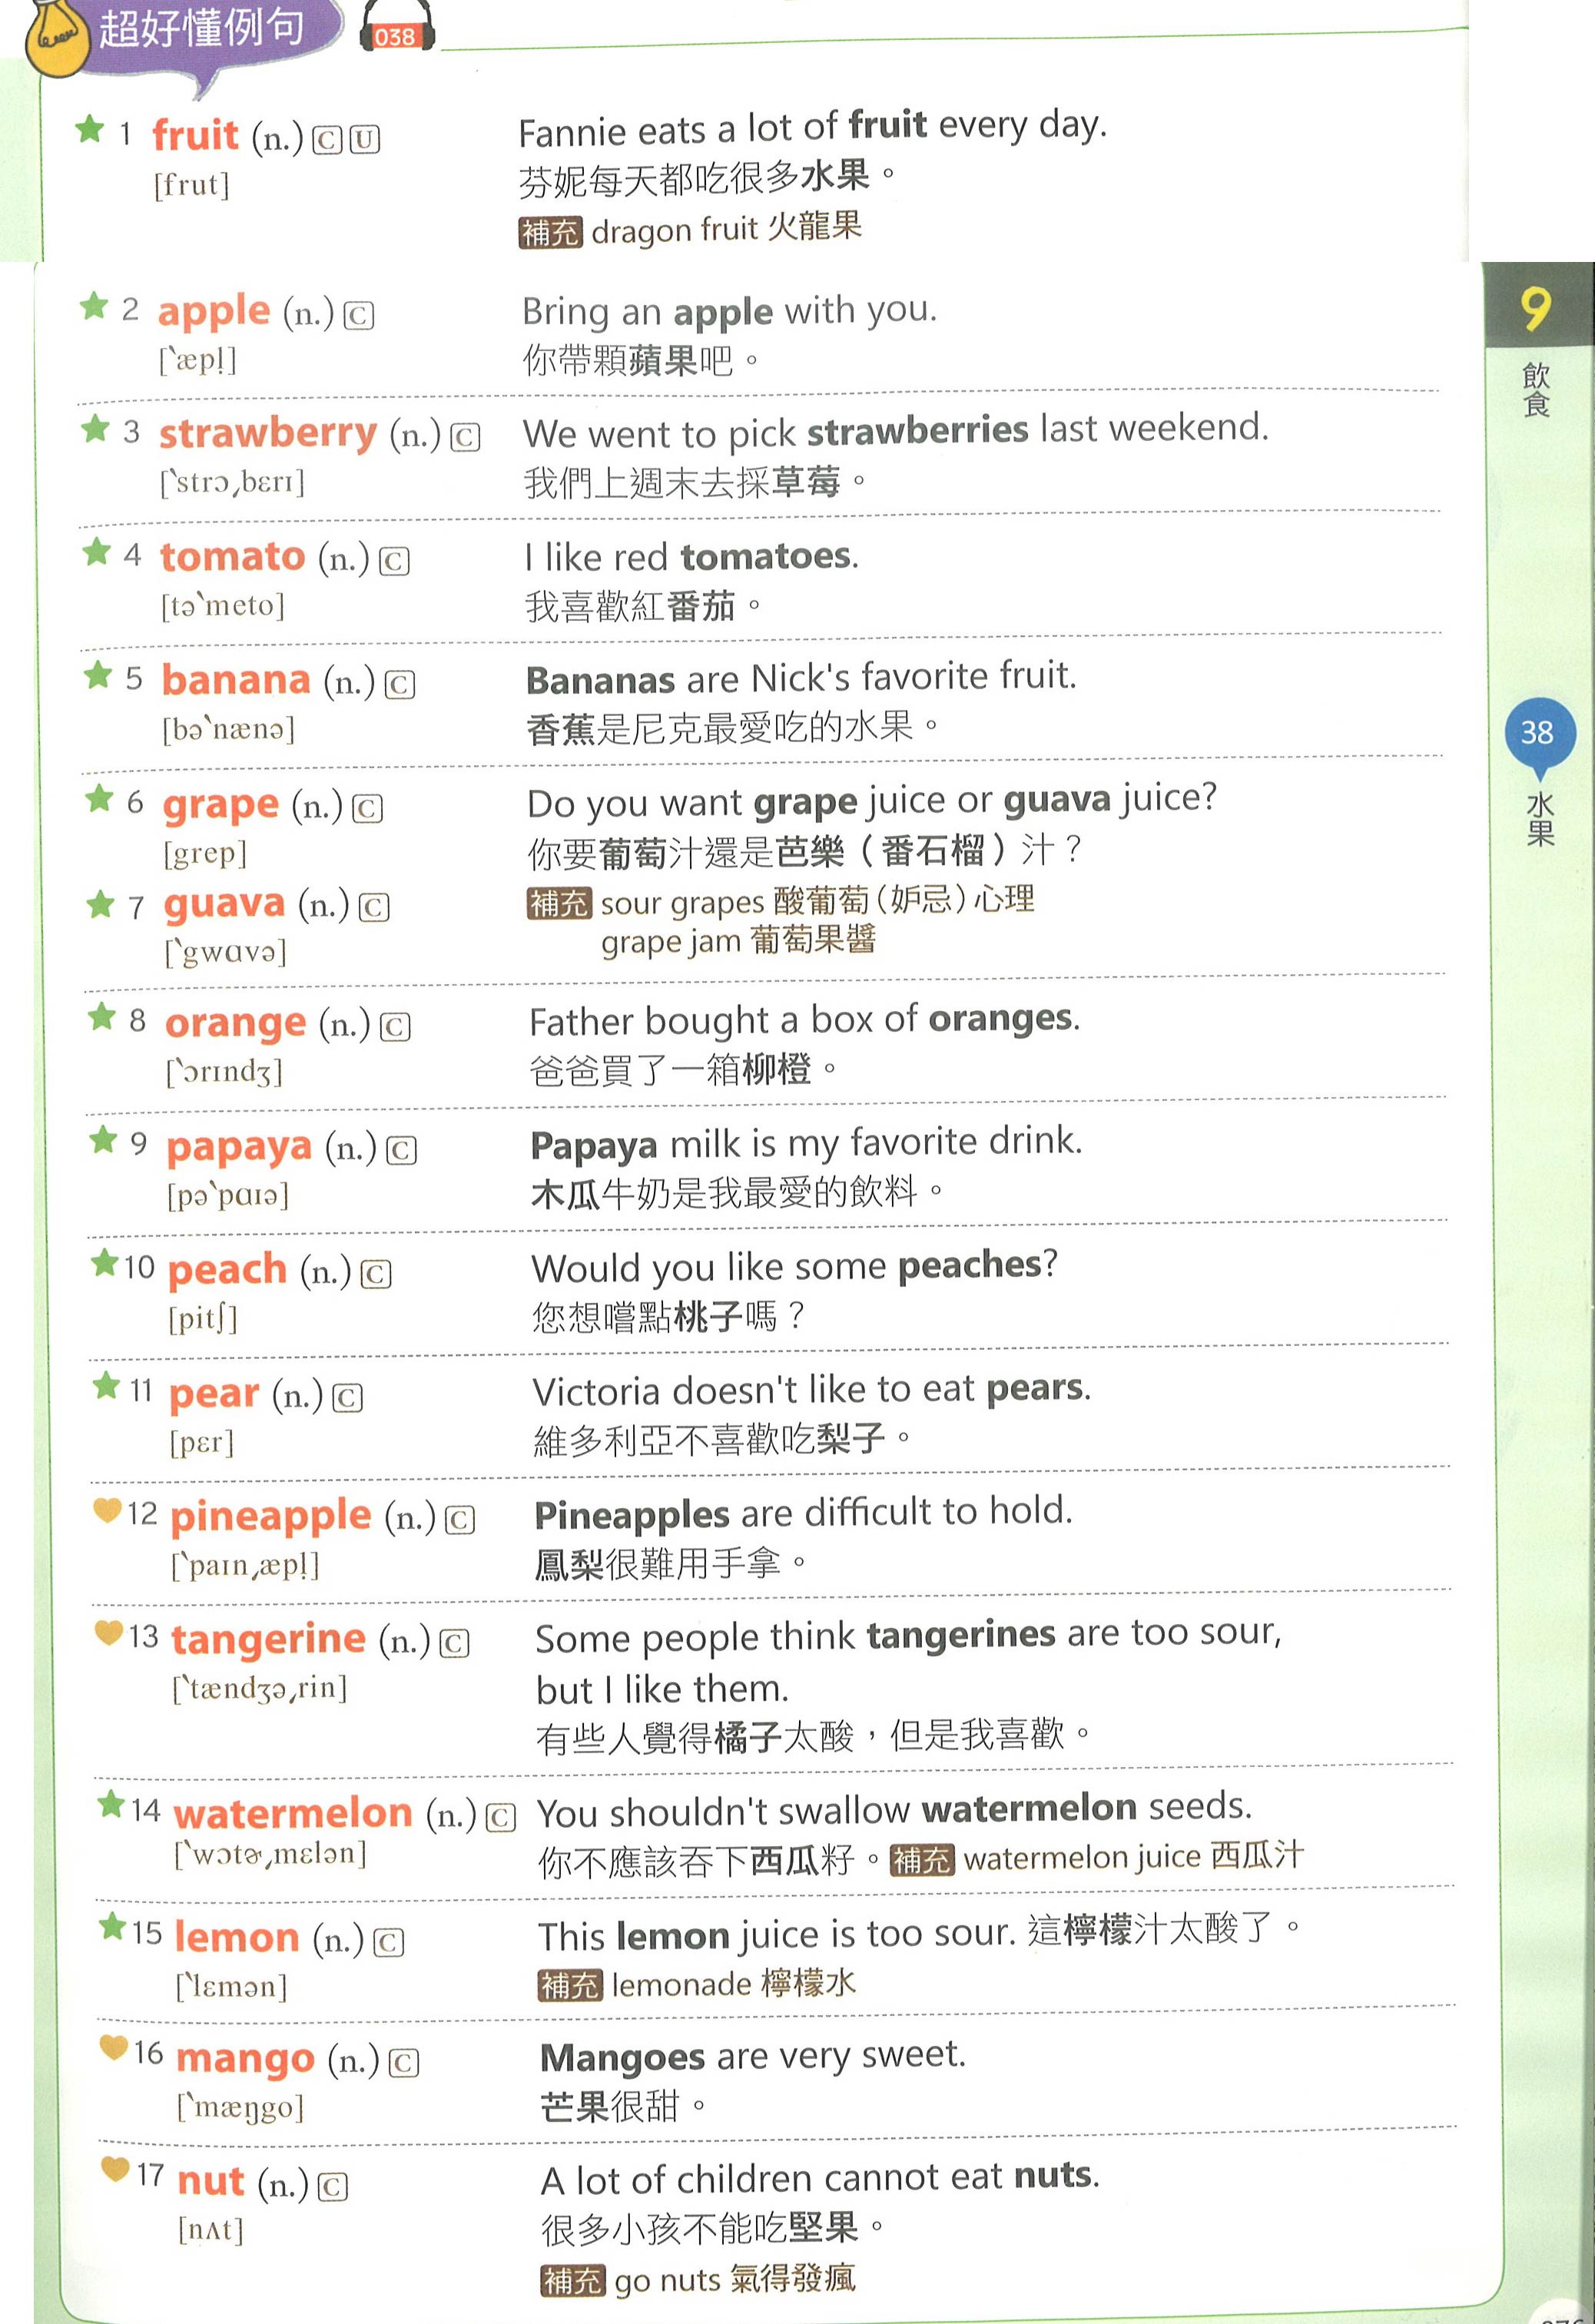 超好懂例句 038
1 fruit (n.) C U
[frut]
Fannie eats a lot of fruit every day.
芬妮每天都吃很多水果。
補充 dragon fruit 火龍果
2 apple (n.) C
[ˋæpl̩]
Bring an apple with you.
你帶顆蘋果吧。
3 strawberry (n.) C
[ˋstrɔˏbɛrɪ]
We went to pick strawberries last weekend.
我們上週末去採草莓。
4 tomato (n.) C
[təˋmeto]
I like red tomatoes.
我喜歡紅番茄。
5 banana (n.) C
[bəˋnænə]
Bananas are Nick's favorite fruit.
香蕉是尼克最愛吃的水果。
6 grape (n.) C
[grep]
7 guava (n.) C
[ˋgwɑvə]
Do you want grape juice or guava juice?
你要葡萄汁還是芭樂（番石榴）汁？
補充 sour grapes 酸葡萄（妒忌）心理
grape jam 葡萄果醬
8 orange (n.) C
[ˋɔrɪndʒ]
Father bought a box of oranges.
爸爸買了一箱柳橙。
9 papaya (n.) C
[pəˋpɑɪə]
Papaya milk is my favorite drink.
木瓜牛奶是我最愛的飲料。
10 peach (n.) C
[pitʃ]
Would you like some peaches?
您想嚐點桃子嗎？
11 pear (n.) C
[pɛr]
Victoria doesn't like to eat pears.
維多利亞不喜歡吃梨子。
12 pineapple (n.) C
[ˋpaɪnˏæpl̩]
Pineapples are difficult to hold.
鳳梨很難用手拿。
13 tangerine (n.) C
[ˋtændʒəˏrin]
Some people think tangerines are too sour,
but I like them.
有些人覺得橘子太酸，但是我喜歡。
14 watermelon (n.) C
[ˋwɔtɚˏmɛlən]
You shouldn't swallow watermelon seeds.
你不應該吞下西瓜籽。補充 watermelon juice 西瓜汁
15 lemon (n.) C
[ˋlɛmən]
This lemon juice is too sour. 這檸檬汁太酸了。
補充 lemonade 檸檬水
16 mango (n.) C
[ˋmæŋgo]
Mangoes are very sweet.
芒果很甜。
17 nut (n.) C
[nʌt]
A lot of children cannot eat nuts.
很多小孩不能吃堅果。
補充 go nuts 氣得發瘋
9
飲食
38
水果